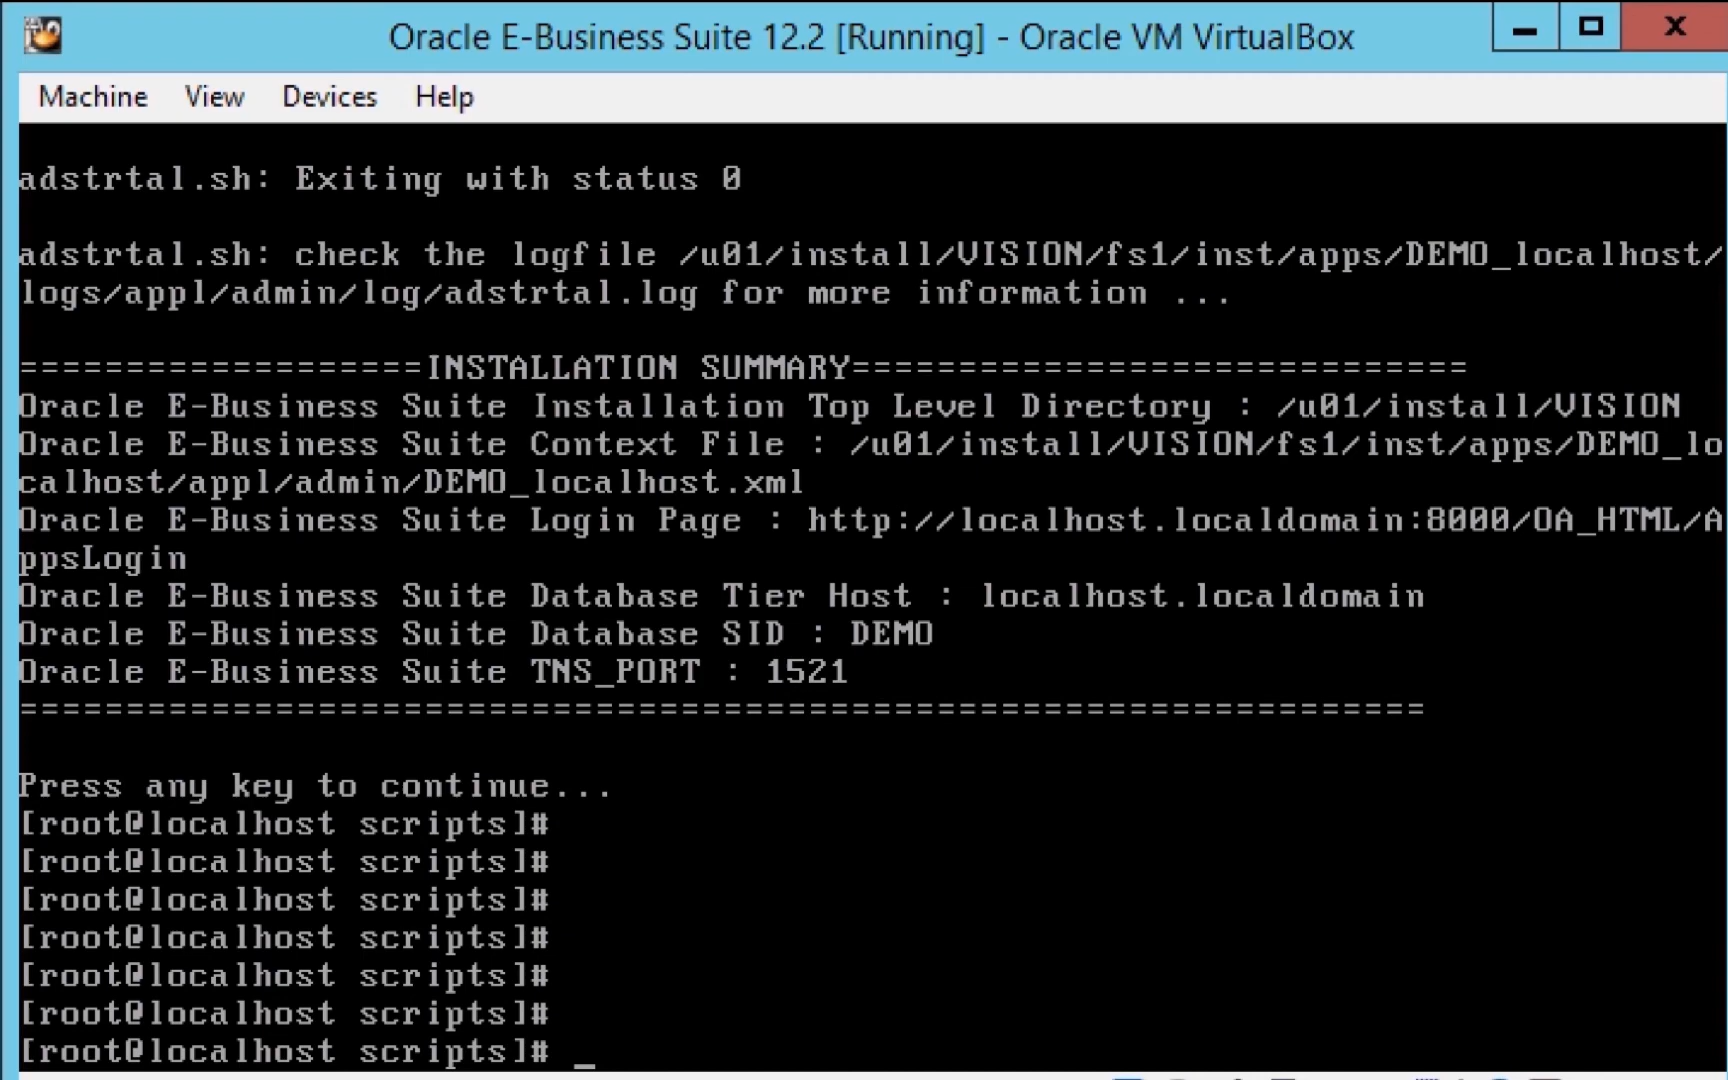 Oracle E-Business Suite 12.2 [Running] - Oracle VM VirtualBox
Machine View Devices Help
adstrtal.sh: Exiting with status 0
adstrtal.sh: check the logfile /u01/install/VISION/fs1/inst/apps/DEMO_localhost/
logs/appl/admin/log/adstrtal.log for more information ...
===================INSTALLATION SUMMARY=============================
Oracle E-Business Suite Installation Top Level Directory : /u01/install/VISION
Oracle E-Business Suite Context File : /u01/install/VISION/fs1/inst/apps/DEMO_lo
calhost/appl/admin/DEMO_localhost.xml
Oracle E-Business Suite Login Page : http://localhost.localdomain:8000/OA_HTML/A
ppsLogin
Oracle E-Business Suite Database Tier Host : localhost.localdomain
Oracle E-Business Suite Database SID : DEMO
Oracle E-Business Suite TNS_PORT : 1521
==================================================================
Press any key to continue...
[root@localhost scripts]#
[root@localhost scripts]#
[root@localhost scripts]#
[root@localhost scripts]#
[root@localhost scripts]#
[root@localhost scripts]#
[root@localhost scripts]# _